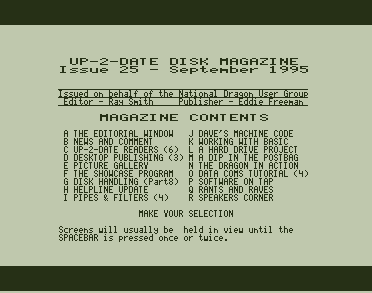 UP-2-DATE DISK MAGAZINE
Issue 25 - September 1995
Issued on behalf of the National Dragon User Group
Editor - Ray Smith Publisher - Eddie Freeman
MAGAZINE CONTENTS
A THE EDITORIAL WINDOW J DAVE'S MACHINE CODE
B NEWS AND COMMENT K WORKING WITH BASIC
C UP-2-DATE READERS (6) L A HARD DRIVE PROJECT
D DESKTOP PUBLISHING (3) M A DIP IN THE POSTBAG
E PICTURE GALLERY N THE DRAGON IN ACTION
F THE SHOWCASE PROGRAM O DATA COMS TUTORIAL (4)
G DISK HANDLING (Part8) P SOFTWARE ON TAP
H HELPLINE UPDATE Q RANTS AND RAVES
I PIPES & FILTERS (4) R SPEAKERS CORNER
MAKE YOUR SELECTION
Screens will usually be held in view until the
SPACEBAR is pressed once or twice.